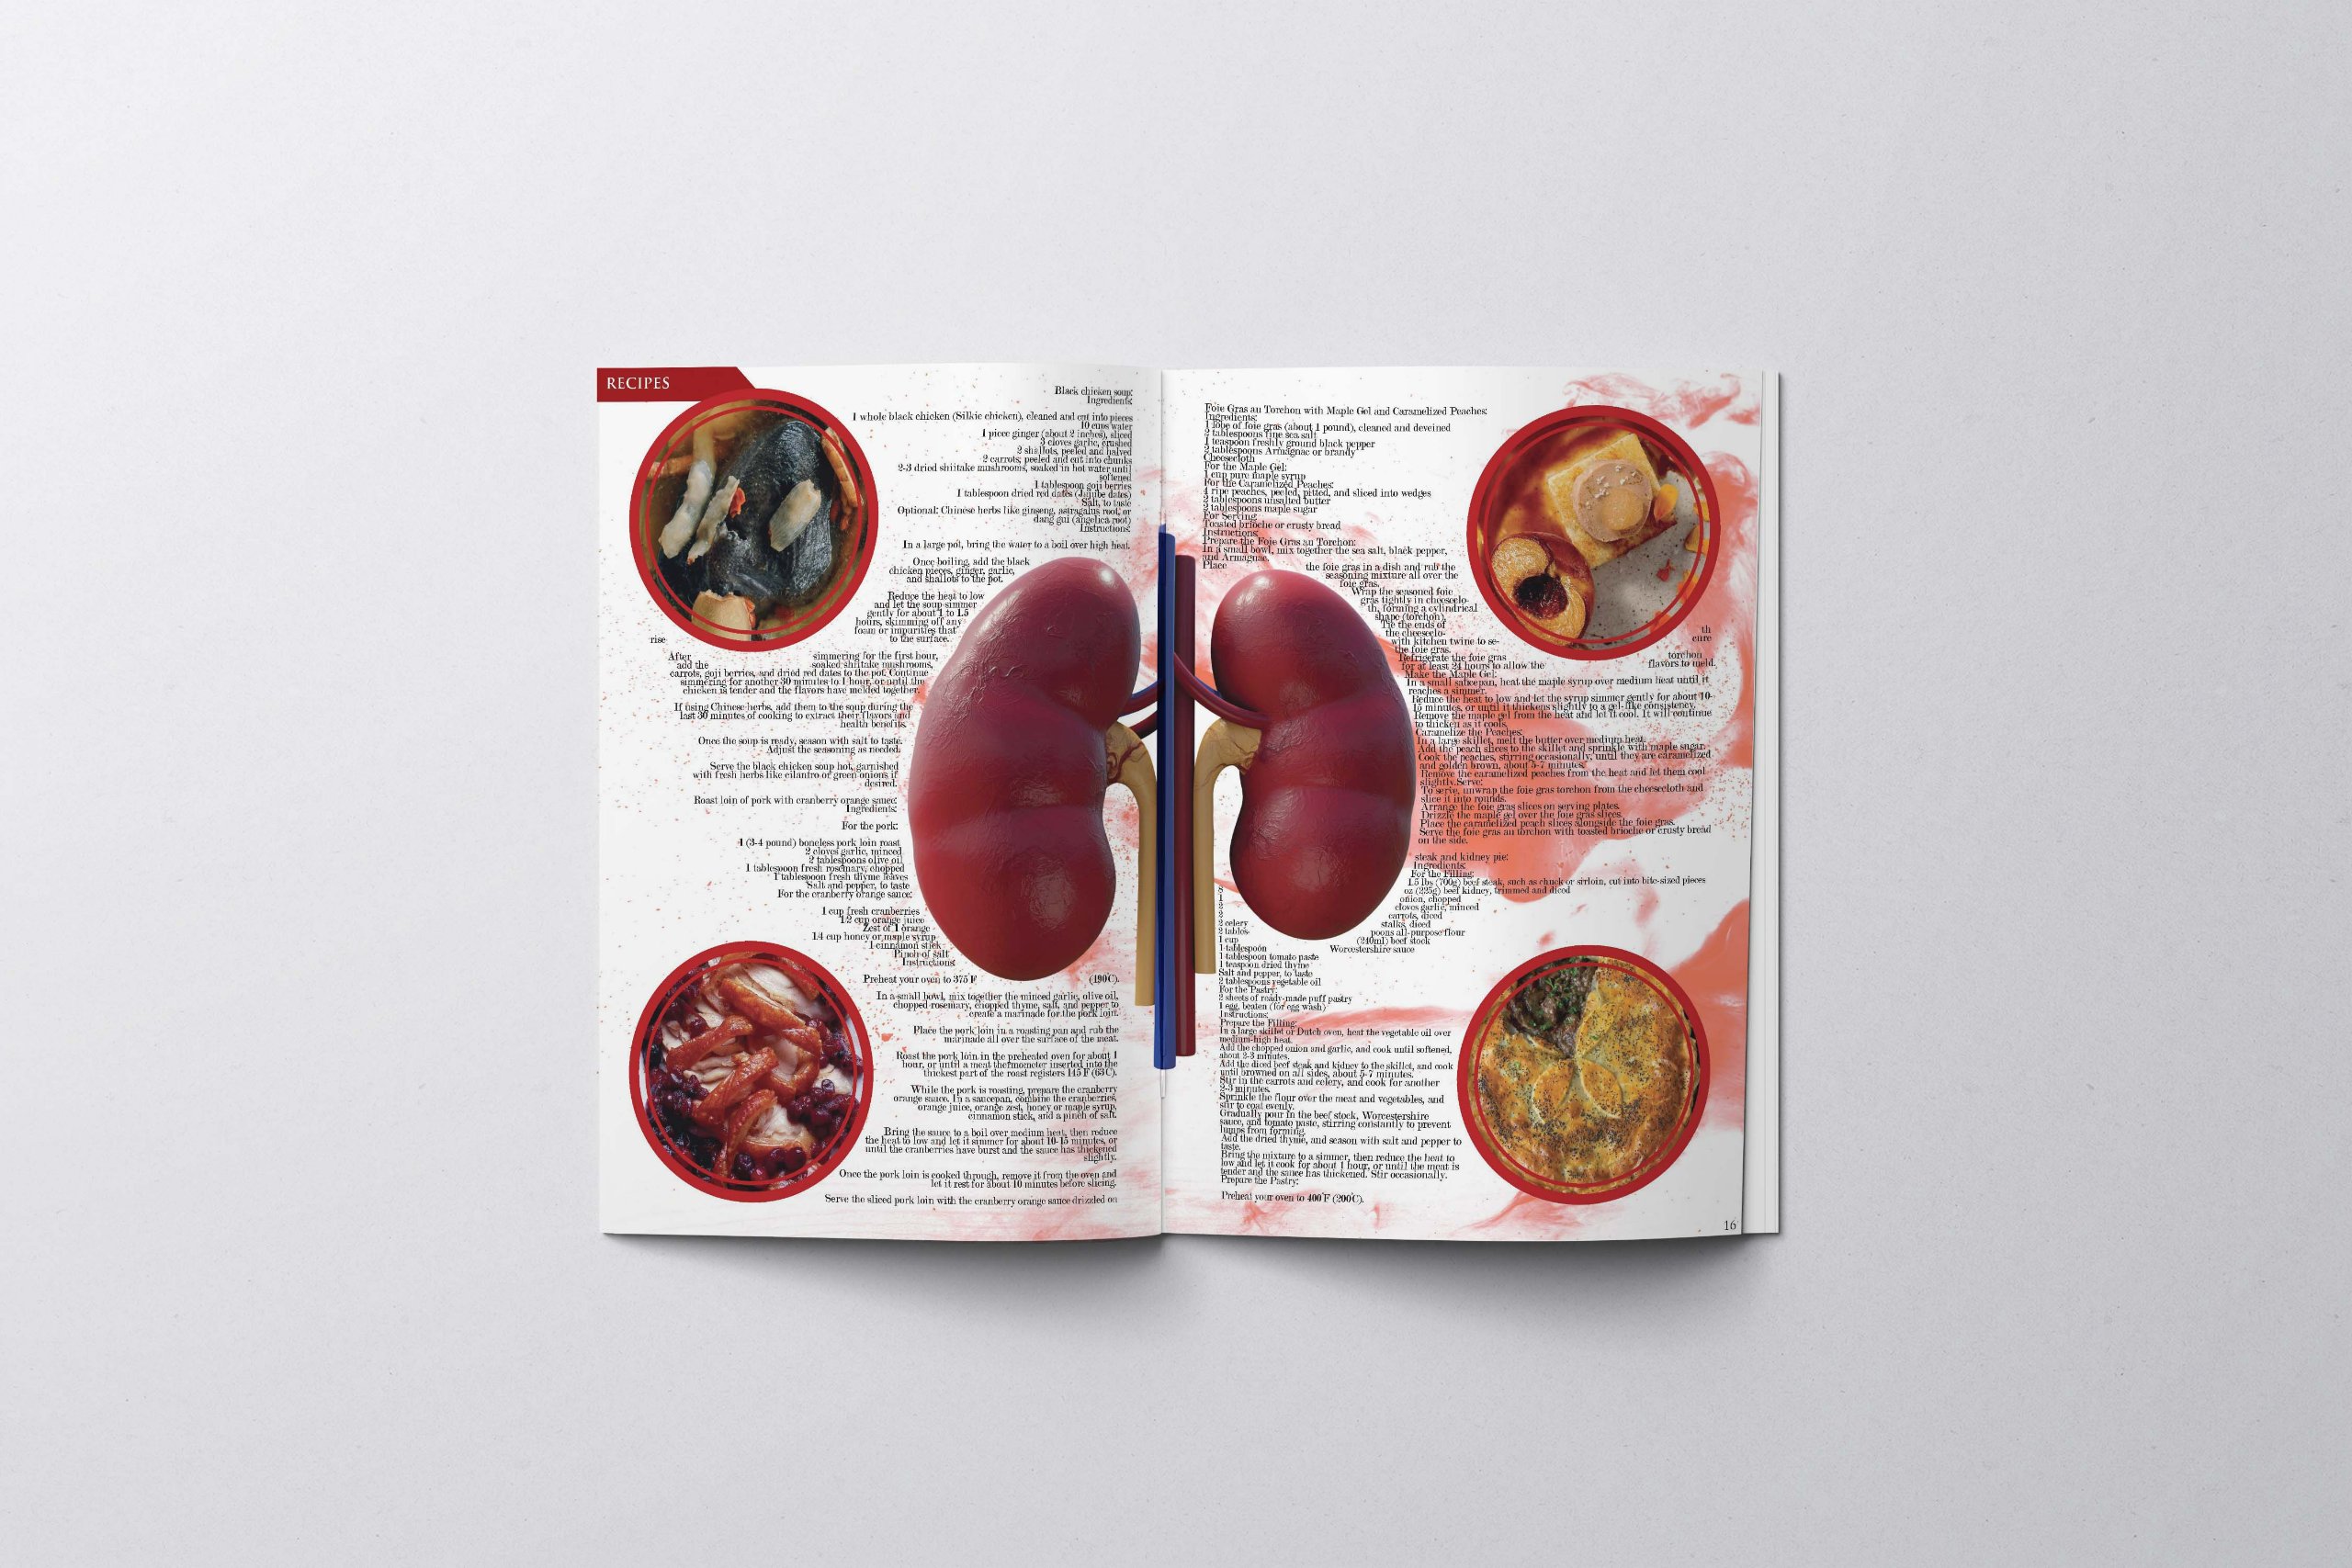 RECIPES
Black chicken soup:
Ingredients:
1 whole black chicken (Silkie chicken), cleaned and cut into pieces
10 cups water
1 piece ginger (about 2 inches), sliced
3 cloves garlic, crushed
2 shallots, peeled and halved
2 carrots, peeled and cut into chunks
2-3 dried shiitake mushrooms, soaked in hot water until
softened
1 tablespoon goji berries
1 tablespoon dried red dates (Jujube dates)
Salt, to taste
Optional: Chinese herbs like ginseng, astragalus root, or
dang gui (angelica root)
Instructions:
In a large pot, bring the water to a boil over high heat.
Once boiling, add the black
chicken pieces, ginger, garlic,
and shallots to the pot.
Reduce the heat to low
and let the soup simmer
gently for about 1 to 1.5
hours, skimming off any
foam or impurities that
rise to the surface.
After simmering for the first hour,
add the soaked shiitake mushrooms,
carrots, goji berries, and dried red dates to the pot. Continue
simmering for another 30 minutes to 1 hour, or until the
chicken is tender and the flavors have melded together.
If using Chinese herbs, add them to the soup during the
last 30 minutes of cooking to extract their flavors and
health benefits.
Once the soup is ready, season with salt to taste.
Adjust the seasoning as needed.
Serve the black chicken soup hot, garnished
with fresh herbs like cilantro or green onions if
desired.
Roast loin of pork with cranberry orange sauce:
Ingredients:
For the pork:
1 (3-4 pound) boneless pork loin roast
2 cloves garlic, minced
2 tablespoons olive oil
1 tablespoon fresh rosemary, chopped
1 tablespoon fresh thyme leaves
Salt and pepper, to taste
For the cranberry orange sauce:
1 cup fresh cranberries
1/2 cup orange juice
Zest of 1 orange
1/4 cup honey or maple syrup
1 cinnamon stick
Pinch of salt
Instructions:
Preheat your oven to 375°F (190°C).
In a small bowl, mix together the minced garlic, olive oil,
chopped rosemary, chopped thyme, salt, and pepper to
create a marinade for the pork loin.
Place the pork loin in a roasting pan and rub the
marinade all over the surface of the meat.
Roast the pork loin in the preheated oven for about 1
hour, or until a meat thermometer inserted into the
thickest part of the roast registers 145°F (63°C).
While the pork is roasting, prepare the cranberry
orange sauce. In a saucepan, combine the cranberries,
orange juice, orange zest, honey or maple syrup,
cinnamon stick, and a pinch of salt.
Bring the sauce to a boil over medium heat, then reduce
the heat to low and let it simmer for about 10-15 minutes, or
until the cranberries have burst and the sauce has thickened
slightly.
Once the pork loin is cooked through, remove it from the oven and
let it rest for about 10 minutes before slicing.
Serve the sliced pork loin with the cranberry orange sauce drizzled on
Foie Gras au Torchon with Maple Gel and Caramelized Peaches:
Ingredients:
1 lobe of foie gras (about 1 pound), cleaned and deveined
2 tablespoons fine sea salt
1 teaspoon freshly ground black pepper
2 tablespoons Armagnac or brandy
Cheesecloth
For the Maple Gel:
1 cup pure maple syrup
For the Caramelized Peaches:
4 ripe peaches, peeled, pitted, and sliced into wedges
2 tablespoons unsalted butter
2 tablespoons maple sugar
For Serving:
Toasted brioche or crusty bread
Instructions:
Prepare the Foie Gras au Torchon:
In a small bowl, mix together the sea salt, black pepper,
and Armagnac.
Place the foie gras in a dish and rub the
seasoning mixture all over the
foie gras.
Wrap the seasoned foie
gras tightly in cheeseclo-
th, forming a cylindrical
shape (torchon).
Tie the ends of
the cheeseclo- th
with kitchen twine to se- cure
the foie gras.
Refrigerate the foie gras torchon
for at least 24 hours to allow the flavors to meld.
Make the Maple Gel:
In a small saucepan, heat the maple syrup over medium heat until it
reaches a simmer.
Reduce the heat to low and let the syrup simmer gently for about 10-
15 minutes, or until it thickens slightly to a gel-like consistency.
Remove the maple gel from the heat and let it cool. It will continue
to thicken as it cools.
Caramelize the Peaches:
In a large skillet, melt the butter over medium heat.
Add the peach slices to the skillet and sprinkle with maple sugar.
Cook the peaches, stirring occasionally, until they are caramelized
and golden brown, about 5-7 minutes.
Remove the caramelized peaches from the heat and let them cool
slightly.Serve:
To serve, unwrap the foie gras torchon from the cheesecloth and
slice it into rounds.
Arrange the foie gras slices on serving plates.
Drizzle the maple gel over the foie gras slices.
Place the caramelized peach slices alongside the foie gras.
Serve the foie gras au torchon with toasted brioche or crusty bread
on the side.
steak and kidney pie:
Ingredients:
For the Filling:
1.5 lbs (700g) beef steak, such as chuck or sirloin, cut into bite-sized pieces
8 oz (225g) beef kidney, trimmed and diced
1 onion, chopped
2 cloves garlic, minced
2 carrots, diced
2 celery stalks, diced
2 tables- poons all-purpose flour
1 cup (240ml) beef stock
1 tablespoon Worcestershire sauce
1 tablespoon tomato paste
1 teaspoon dried thyme
Salt and pepper, to taste
2 tablespoons vegetable oil
For the Pastry:
2 sheets of ready-made puff pastry
1 egg, beaten (for egg wash)
Instructions:
Prepare the Filling:
In a large skillet or Dutch oven, heat the vegetable oil over
medium-high heat.
Add the chopped onion and garlic, and cook until softened,
about 2-3 minutes.
Add the diced beef steak and kidney to the skillet, and cook
until browned on all sides, about 5-7 minutes.
Stir in the carrots and celery, and cook for another
2-3 minutes.
Sprinkle the flour over the meat and vegetables, and
stir to coat evenly.
Gradually pour in the beef stock, Worcestershire
sauce, and tomato paste, stirring constantly to prevent
lumps from forming.
Add the dried thyme, and season with salt and pepper to
taste.
Bring the mixture to a simmer, then reduce the heat to
low and let it cook for about 1 hour, or until the meat is
tender and the sauce has thickened. Stir occasionally.
Prepare the Pastry:
Preheat your oven to 400°F (200°C).
16